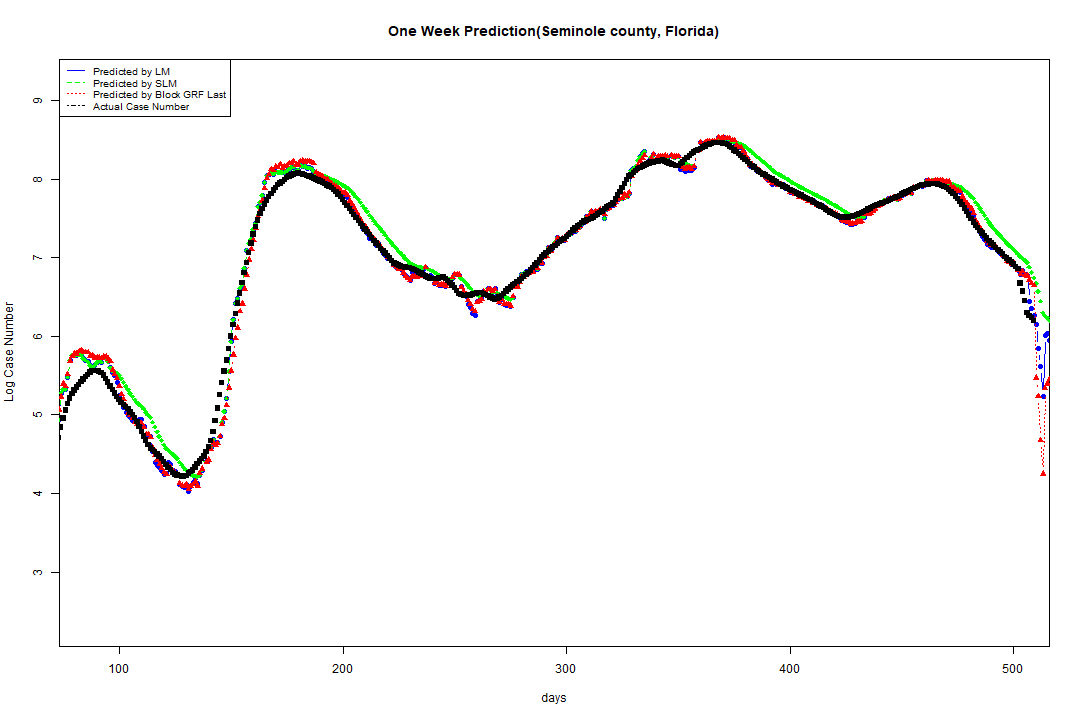 One Week Prediction(Seminole county, Florida)
Predicted by LM
Predicted by SLM
Predicted by Block GRF Last
Actual Case Number
9
8
7
6
5
4
3
Log Case Number
100 200 300 400 500
days